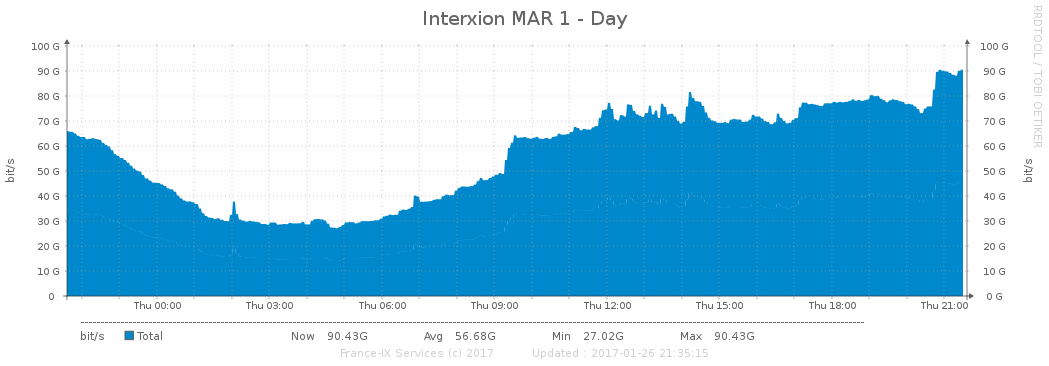 Interxion MAR 1 - Day
RRDTOOL / TOBI OETIKER
100 G 100 G
90 G 90 G
80 G 80 G
70 G 70 G
60 G 60 G
50 G 50 G
40 G 40 G
30 G 30 G
20 G 20 G
10 G 10 G
0 0 G
bit/s
bit/s
Thu 00:00 Thu 03:00 Thu 06:00 Thu 09:00 Thu 12:00 Thu 15:00 Thu 18:00 Thu 21:00
bit/s Total Now 90.43G Avg 56.68G Min 27.02G Max 90.43G
France-IX Services (c) 2017 Updated : 2017-01-26 21:35:15